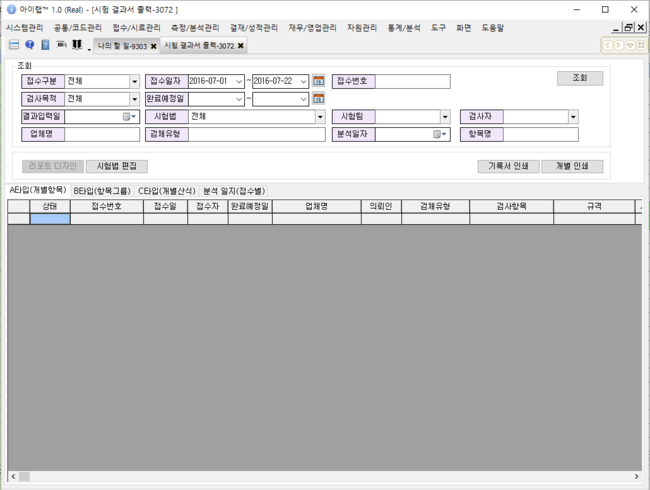 아이랩™ 1.0 (Real) - [시험 결과서 출력-3072 ]
시스템관리 공통/코드관리 접수/시료관리 측정/분석관리 결재/성적관리 재무/영업관리 자원관리 통계/분석 도구 화면 도움말
나의 할 일-9303 시험 결과서 출력-3072
조회
접수구분 전체 접수일자 2016-07-01 ~ 2016-07-22 접수번호 조회
검사목적 전체 완료예정일 ~
결과입력일 시험법 전체 시험팀 검사자
업체명 검체유형 분석일자 항목명
리포트 디자인 시험법 편집 기록서 인쇄 개별 인쇄
A타입(개별항목) B타입(항목그룹) C타입(개별산식) 분석 일지(접수별)
상태 접수번호 접수일 접수자 완료예정일 업체명 의뢰인 검체유형 검사항목 규격